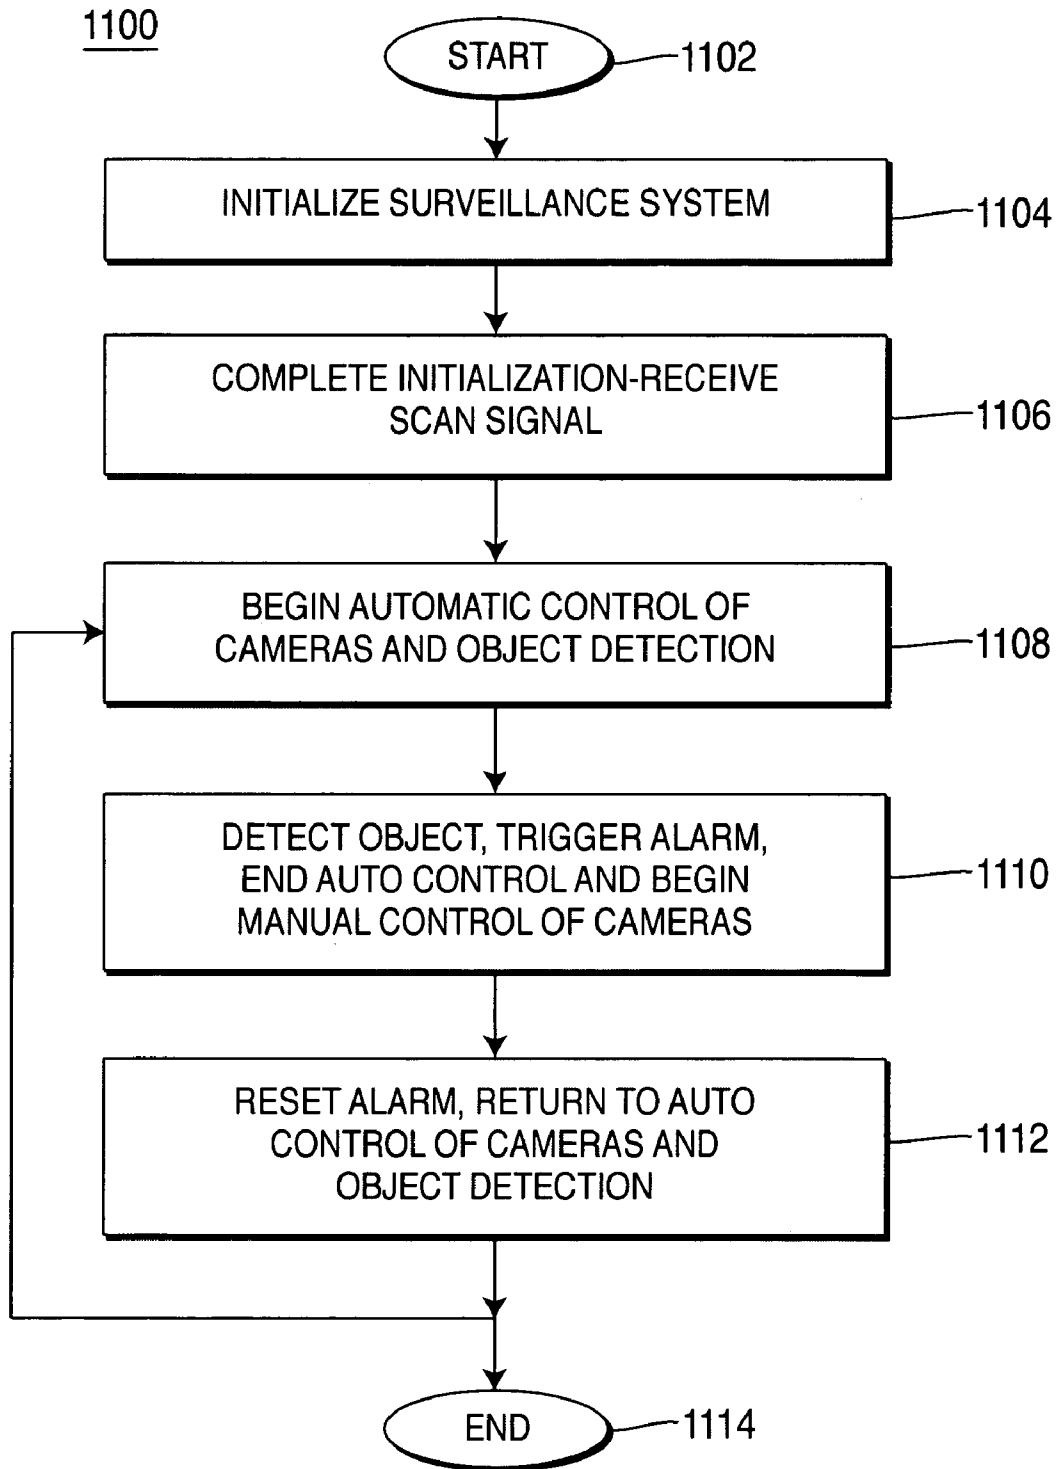 1100
START
1102
INITIALIZE SURVEILLANCE SYSTEM
1104
COMPLETE INITIALIZATION-RECEIVE
SCAN SIGNAL
1106
BEGIN AUTOMATIC CONTROL OF
CAMERAS AND OBJECT DETECTION
1108
DETECT OBJECT, TRIGGER ALARM,
END AUTO CONTROL AND BEGIN
MANUAL CONTROL OF CAMERAS
1110
RESET ALARM, RETURN TO AUTO
CONTROL OF CAMERAS AND
OBJECT DETECTION
1112
END
1114